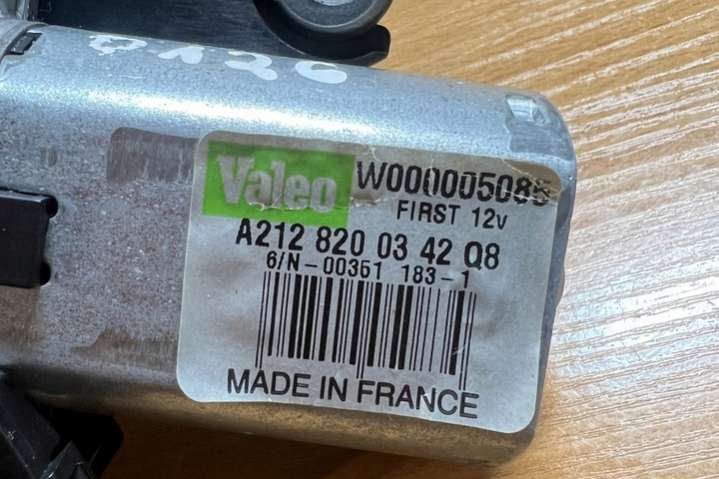 Valeo
W000005085
FIRST 12v
A212 820 03 42 Q8
6/N-00351 183-1
MADE IN FRANCE